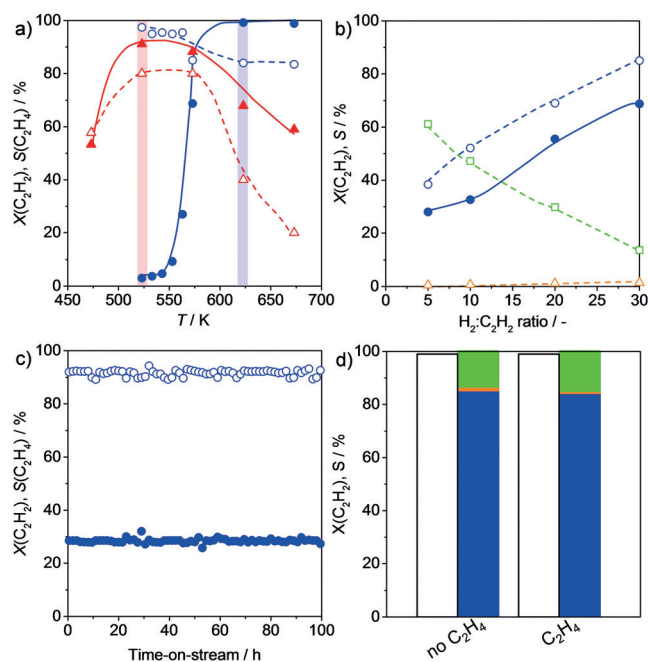 a)
X(C₂H₂), S(C₂H₄) / %
100
80
60
40
20
0
450 500 550 600 650 700
T / K
b)
X(C₂H₂), S / %
100
80
60
40
20
0
0 5 10 15 20 25 30
H₂:C₂H₂ ratio / -
c)
X(C₂H₂), S(C₂H₄) / %
100
80
60
40
20
0
0 20 40 60 80 100
Time-on-stream / h
d)
X(C₂H₂), S / %
100
80
60
40
20
0
no C₂H₄ C₂H₄